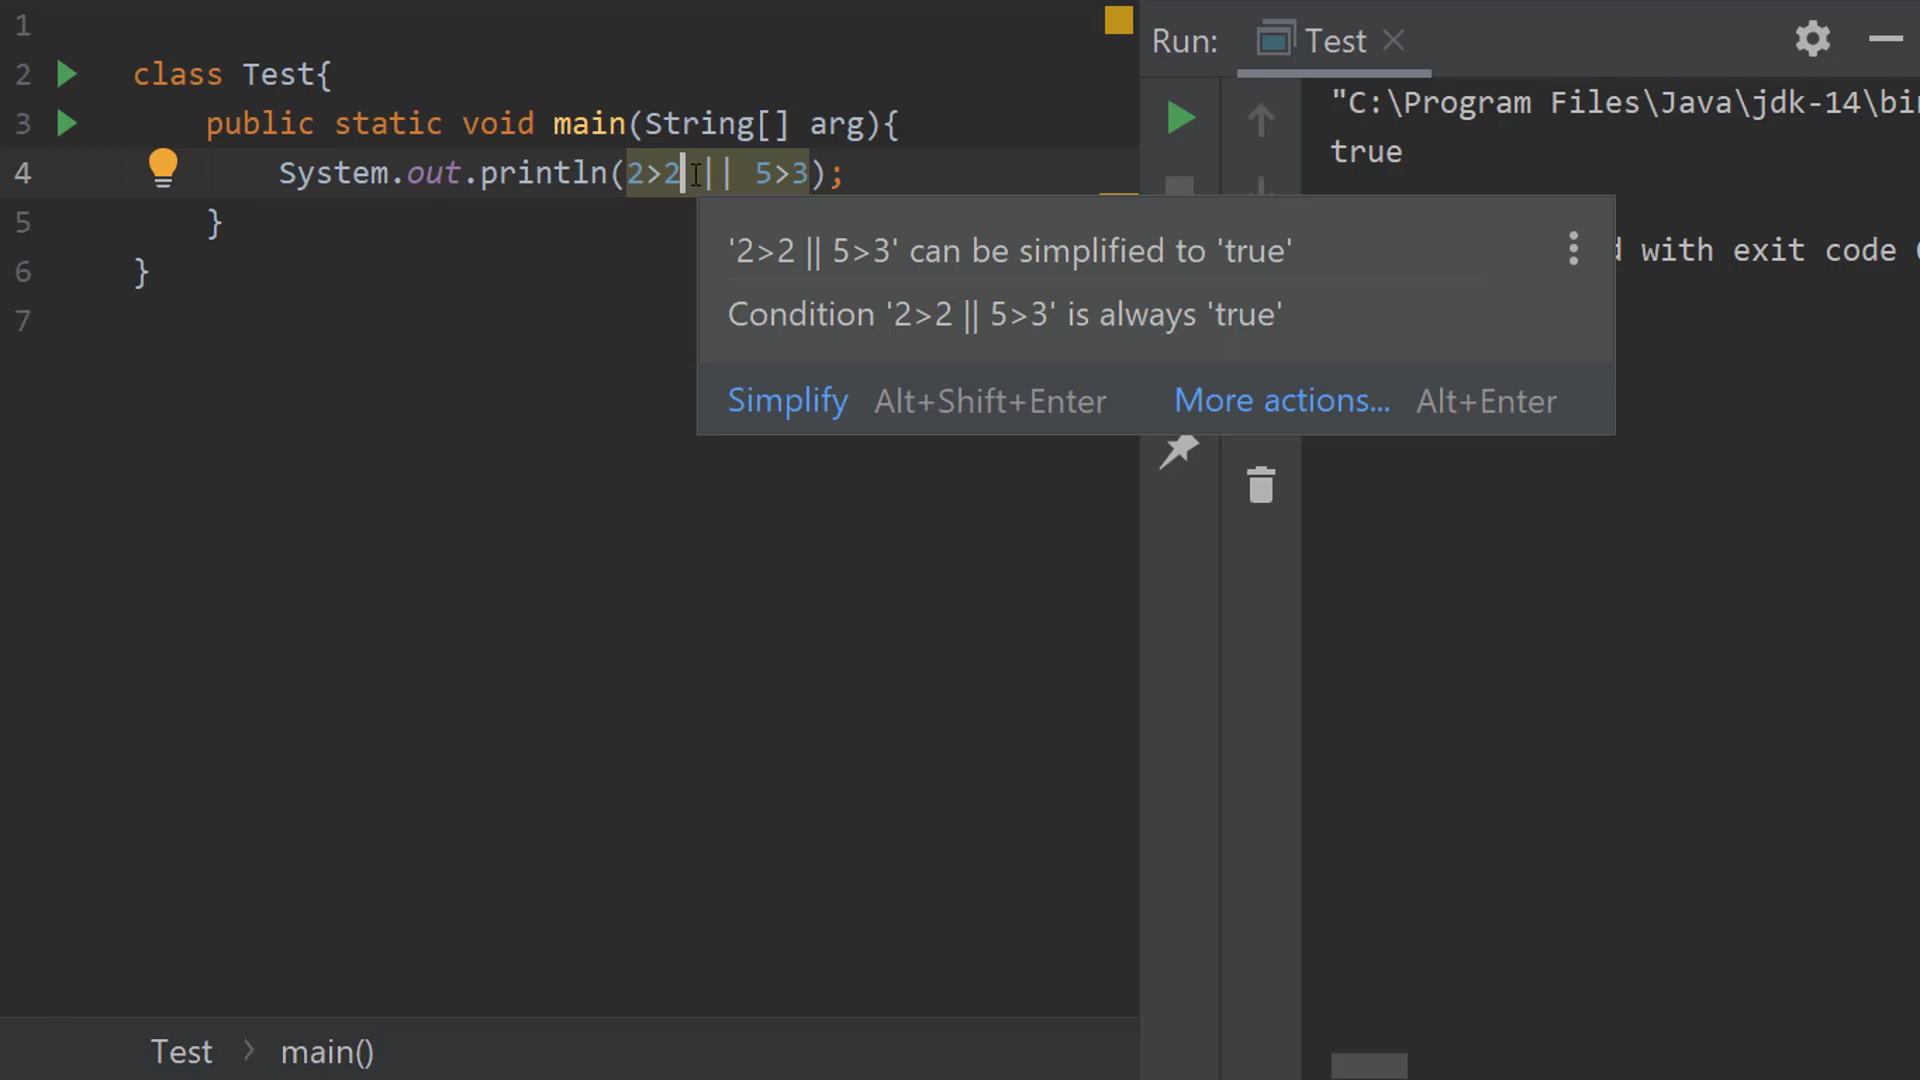 1
2 class Test{
3 public static void main(String[] arg){
4 System.out.println(2>2 || 5>3);
5 }
6 }
7
'2>2 || 5>3' can be simplified to 'true'
Condition '2>2 || 5>3' is always 'true'
Simplify Alt+Shift+Enter More actions... Alt+Enter
Run: Test
"C:\Program Files\Java\jdk-14\bin
true
with exit code
Test > main()